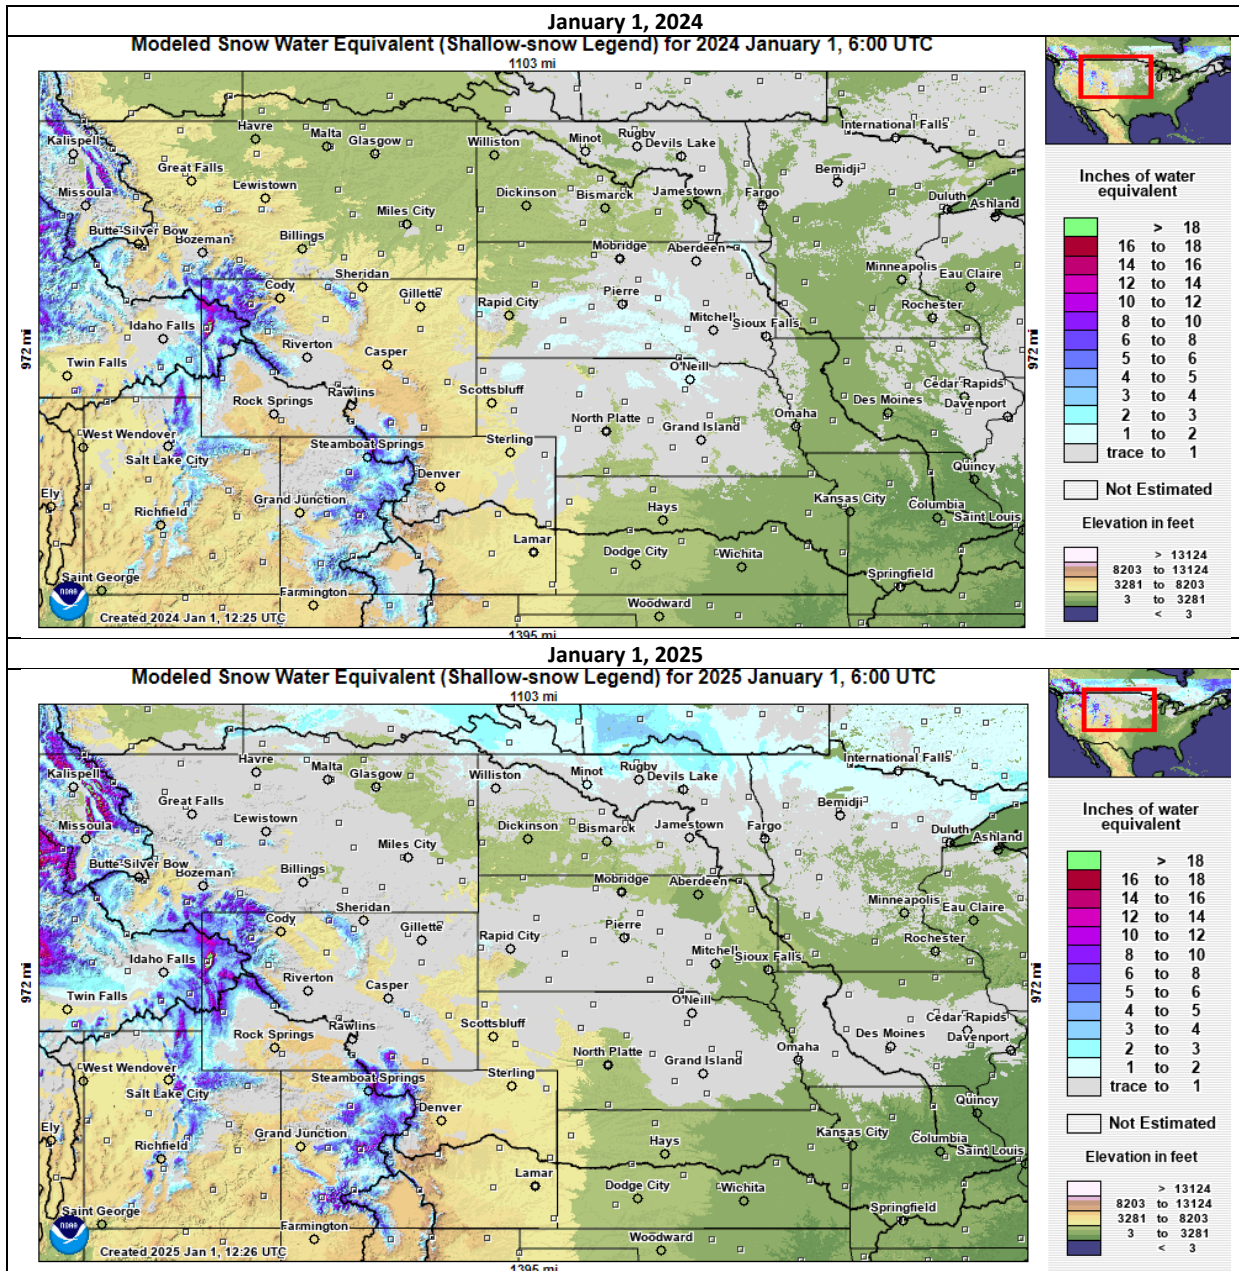 January 1, 2024
Modeled Snow Water Equivalent (Shallow-snow Legend) for 2024 January 1, 6:00 UTC
1103 mi
972 mi
972 mi
Kalispell
Havre
Malta
Glasgow
Williston
Minot
Rugby
Devils Lake
International Falls
Great Falls
Missoula
Lewistown
Dickinson
Bismarck
Jamestown
Fargo
Bemidji
Duluth
Ashland
Miles City
Butte-Silver Bow
Bozeman
Billings
Mobridge
Aberdeen
Minneapolis
Eau Claire
Sheridan
Cody
Gillette
Rapid City
Pierre
Mitchell
Sioux Falls
Rochester
Idaho Falls
Riverton
Casper
Twin Falls
O'Neill
Cedar Rapids
Davenport
Rock Springs
Rawlins
Scottsbluff
North Platte
Grand Island
Omaha
Des Moines
West Wendover
Salt Lake City
Steamboat Springs
Sterling
Denver
Quincy
Ely
Richfield
Grand Junction
Hays
Kansas City
Columbia
Saint Louis
Lamar
Dodge City
Wichita
Springfield
Saint George
Farmington
Woodward
NOAA
Created 2024 Jan 1, 12:25 UTC
1395 mi
Inches of water
equivalent
> 18
16 to 18
14 to 16
12 to 14
10 to 12
8 to 10
6 to 8
5 to 6
4 to 5
3 to 4
2 to 3
1 to 2
trace to 1
Not Estimated
Elevation in feet
> 13124
8203 to 13124
3281 to 8203
3 to 3281
< 3
January 1, 2025
Modeled Snow Water Equivalent (Shallow-snow Legend) for 2025 January 1, 6:00 UTC
1103 mi
972 mi
972 mi
Kalispell
Havre
Malta
Glasgow
Williston
Minot
Rugby
Devils Lake
International Falls
Great Falls
Missoula
Lewistown
Dickinson
Bismarck
Jamestown
Fargo
Bemidji
Duluth
Ashland
Miles City
Butte-Silver Bow
Bozeman
Billings
Mobridge
Aberdeen
Minneapolis
Eau Claire
Sheridan
Cody
Gillette
Rapid City
Pierre
Mitchell
Sioux Falls
Rochester
Idaho Falls
Riverton
Casper
Twin Falls
O'Neill
Cedar Rapids
Davenport
Rock Springs
Rawlins
Scottsbluff
North Platte
Grand Island
Omaha
Des Moines
West Wendover
Salt Lake City
Steamboat Springs
Sterling
Denver
Quincy
Ely
Richfield
Grand Junction
Hays
Kansas City
Columbia
Saint Louis
Lamar
Dodge City
Wichita
Springfield
Saint George
Farmington
Woodward
NOAA
Created 2025 Jan 1, 12:26 UTC
1395 mi
Inches of water
equivalent
> 18
16 to 18
14 to 16
12 to 14
10 to 12
8 to 10
6 to 8
5 to 6
4 to 5
3 to 4
2 to 3
1 to 2
trace to 1
Not Estimated
Elevation in feet
> 13124
8203 to 13124
3281 to 8203
3 to 3281
< 3